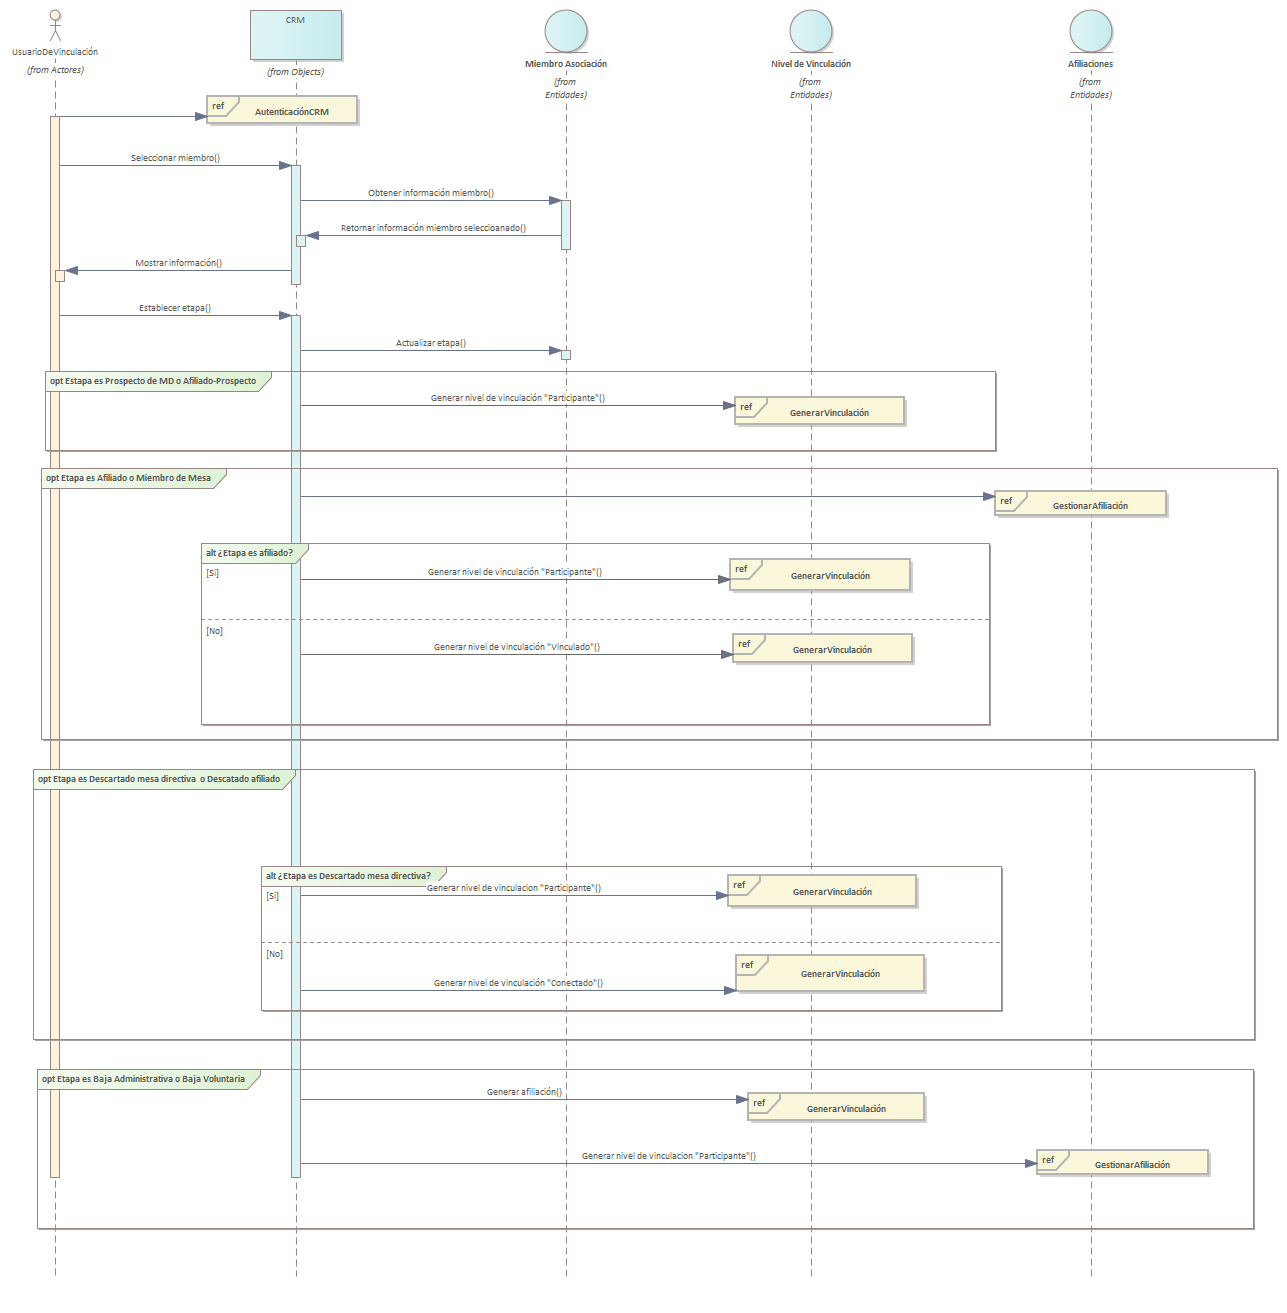 CRM
UsuarioDeVinculación
(from Actores)
(from Objects)
Miembro Asociación
(from
Entidades)
Nivel de Vinculación
(from
Entidades)
Afiliaciones
(from
Entidades)
ref
AutenticaciónCRM
Seleccionar miembro()
Obtener información miembro()
Retornar información miembro seleccioanado()
Mostrar información()
Establecer etapa()
Actualizar etapa()
opt Estapa es Prospecto de MD o Afiliado-Prospecto
Generar nivel de vinculación "Participante"()
ref
GenerarVinculación
opt Etapa es Afiliado o Miembro de Mesa
ref
GestionarAfiliación
alt ¿Etapa es afiliado?
[Si]
Generar nivel de vinculación "Participante"()
ref
GenerarVinculación
[No]
Generar nivel de vinculación "Vinculado"()
ref
GenerarVinculación
opt Etapa es Descartado mesa directiva  o Descatado afiliado
alt ¿Etapa es Descartado mesa directiva?
[Si]
Generar nivel de vinculacion "Participante"()
ref
GenerarVinculación
[No]
Generar nivel de vinculación "Conectado"()
ref
GenerarVinculación
opt Etapa es Baja Administrativa o Baja Voluntaria
Generar afiliación()
ref
GenerarVinculación
Generar nivel de vinculacion "Participante"()
ref
GestionarAfiliación